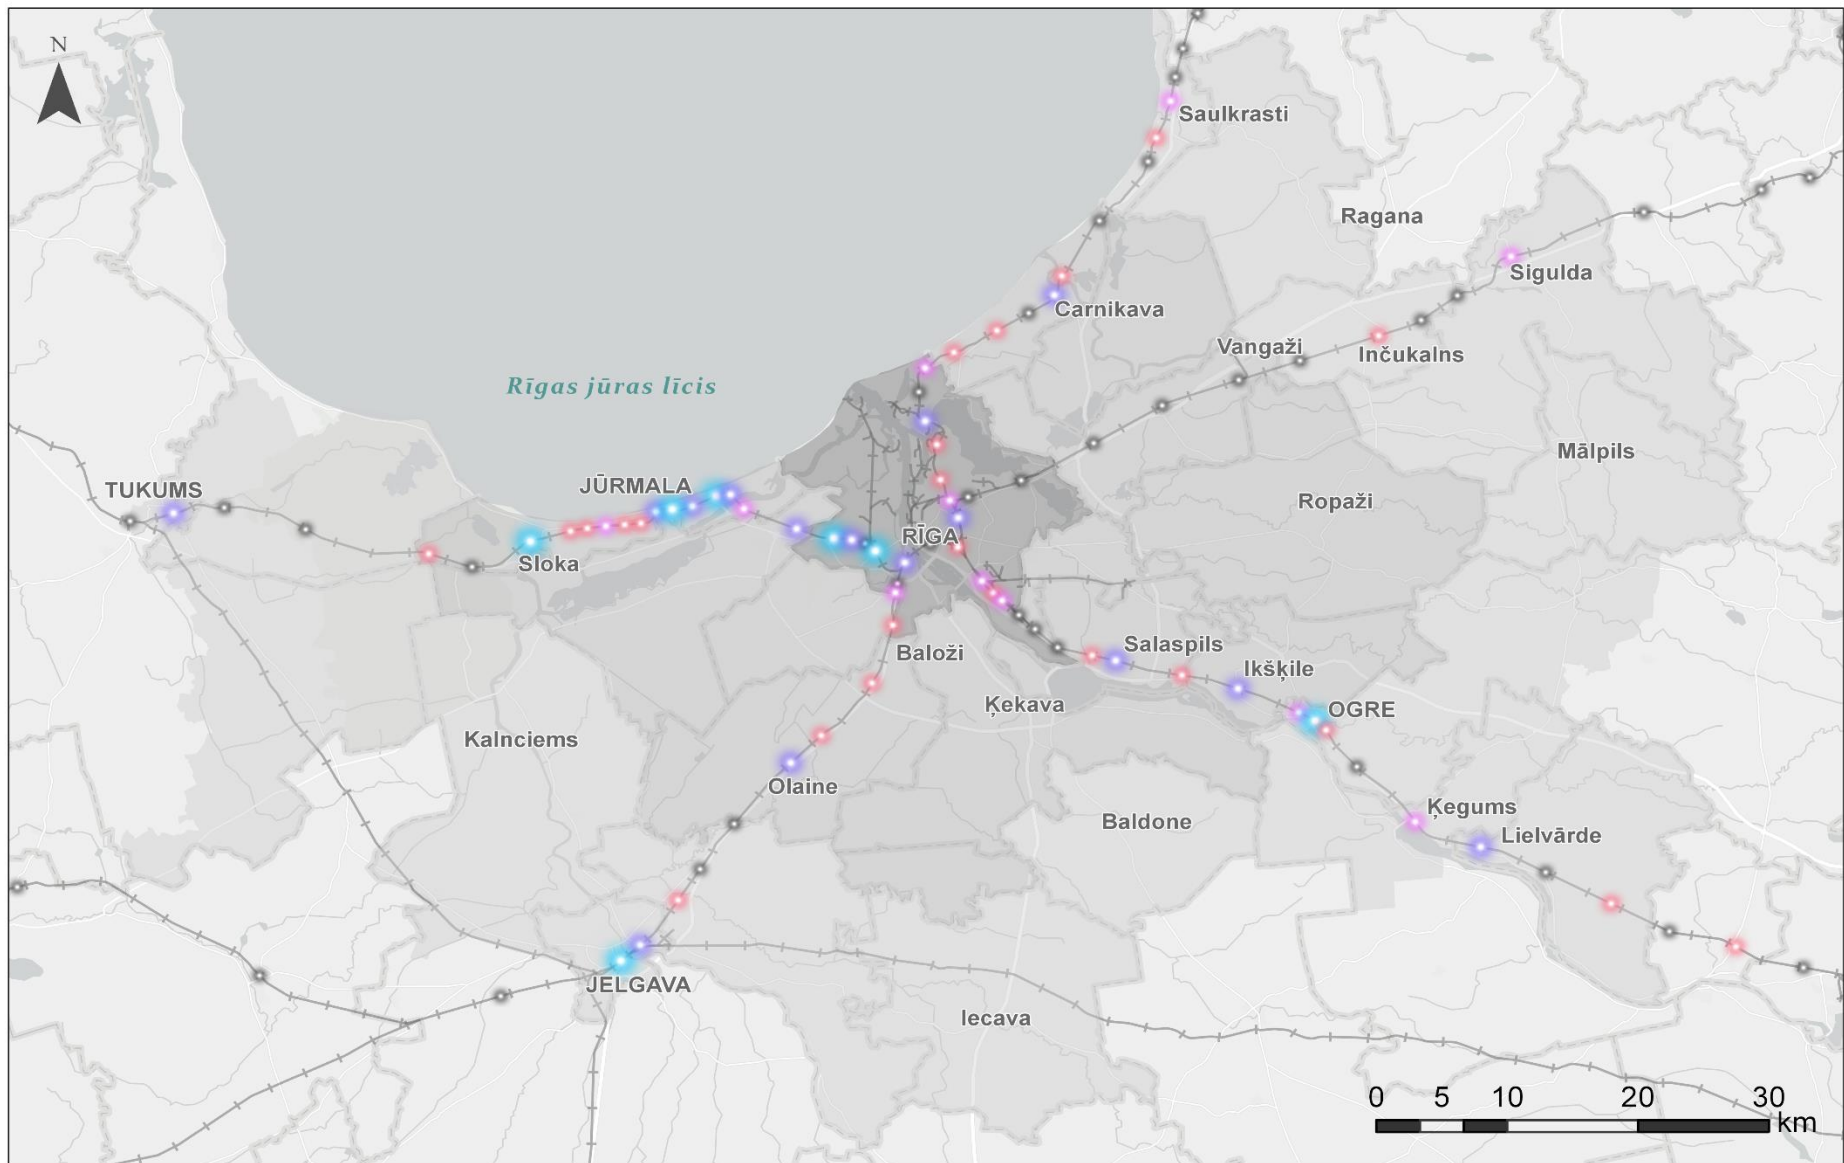 N
Saulkrasti
Ragana
Sigulda
Carnikava
Vangaži
Inčukalns
Rīgas jūras līcis
Mālpils
JŪRMALA
TUKUMS
Ropaži
RĪGA
Sloka
Salaspils
Baloži
Ikšķile
Ķekava
OGRE
Kalnciems
Olaine
Ķegums
Baldone
Lielvārde
JELGAVA
Iecava
0 5 10 20 30
km